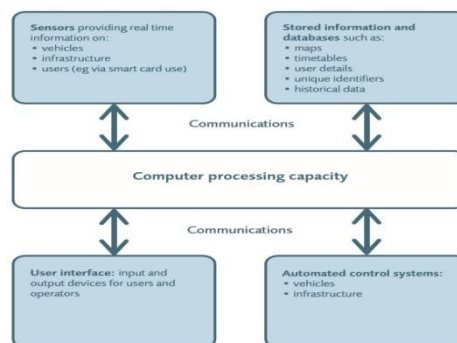 Sensors providing real time
information on:
• vehicles
• infrastructure
• users (eg via smart card use)
Stored information and
databases such as:
• maps
• timetables
• user details
• unique identifiers
• historical data
Communications
Computer processing capacity
Communications
User interface: input and
output devices for users and
operators
Automated control systems:
• vehicles
• infrastructure